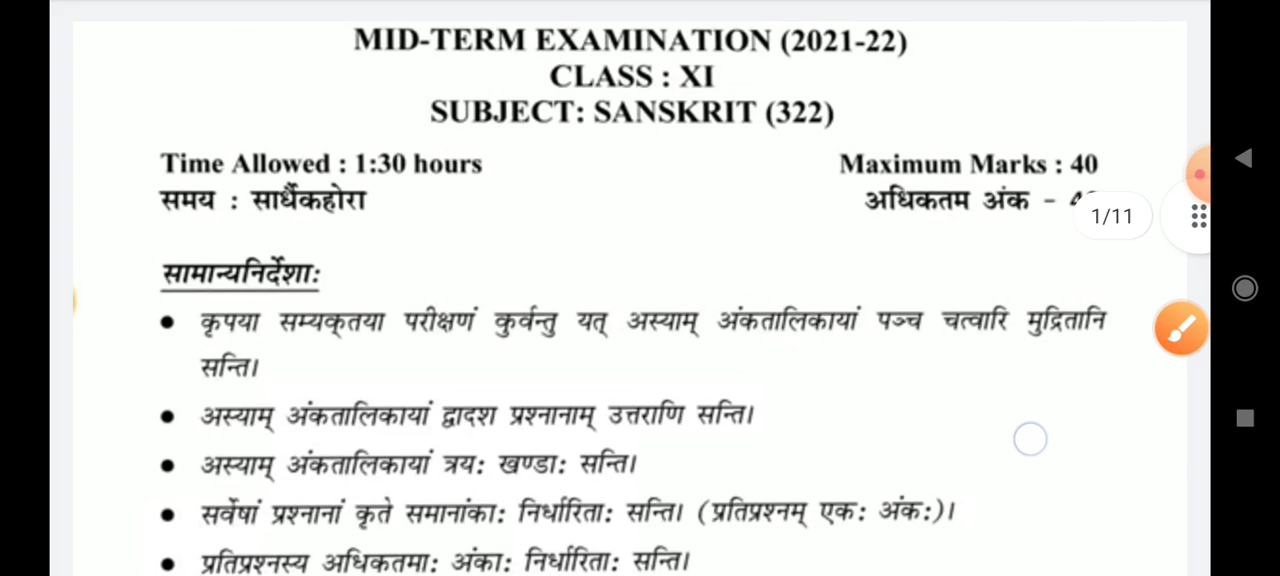 MID-TERM EXAMINATION (2021-22)
CLASS : XI
SUBJECT: SANSKRIT (322)
Time Allowed : 1:30 hours Maximum Marks : 40
समय : सार्धैकहोरा अधिकतम अंक -
1/11
सामान्यनिर्देशाः
• कृपया सम्यक्तया परीक्षणं कुर्वन्तु यत् अस्याम् अंकतालिकायां पञ्च चत्वारि मुद्रितानि
सन्ति।
• अस्याम् अंकतालिकायां द्वादश प्रश्नानाम् उत्तराणि सन्ति।
• अस्याम् अंकतालिकायां त्रयः खण्डाः सन्ति।
• सर्वेषां प्रश्नानां कृते समानांकाः निर्धारिताः सन्ति। (प्रतिप्रश्नम् एकः अंकः)।
• प्रतिप्रश्नस्य अधिकतमाः अंकाः निर्धारिताः सन्ति।